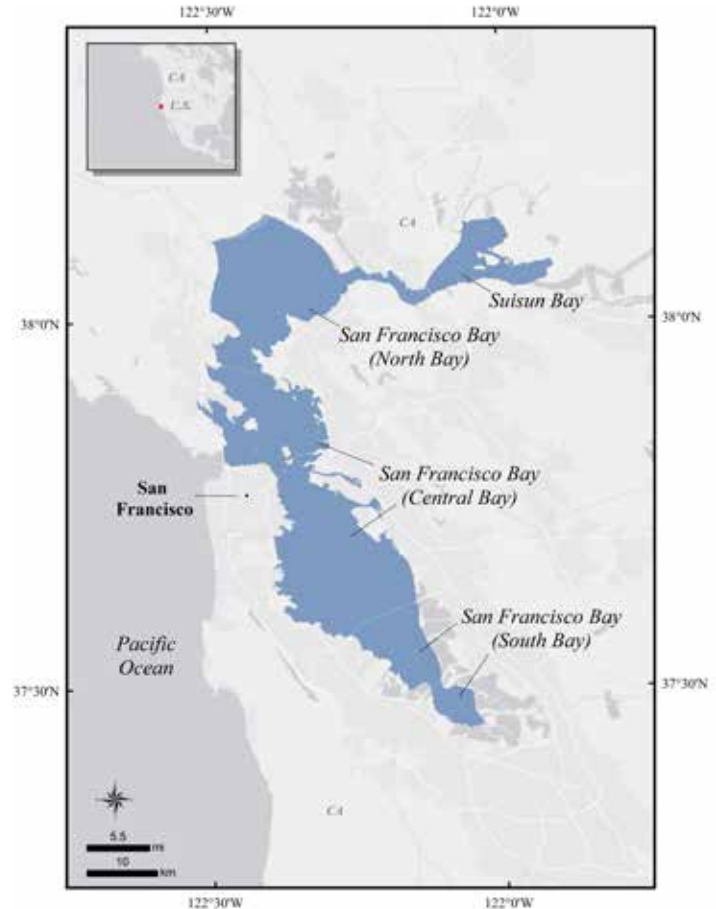 122°30'W
122°0'W
CA
U.S.
CA
Suisun Bay
38°0'N
38°0'N
San Francisco Bay
(North Bay)
San Francisco Bay
(Central Bay)
San
Francisco
San Francisco Bay
(South Bay)
Pacific
Ocean
37°30'N
37°30'N
CA
5.5
mi
10
km
122°30'W
122°0'W